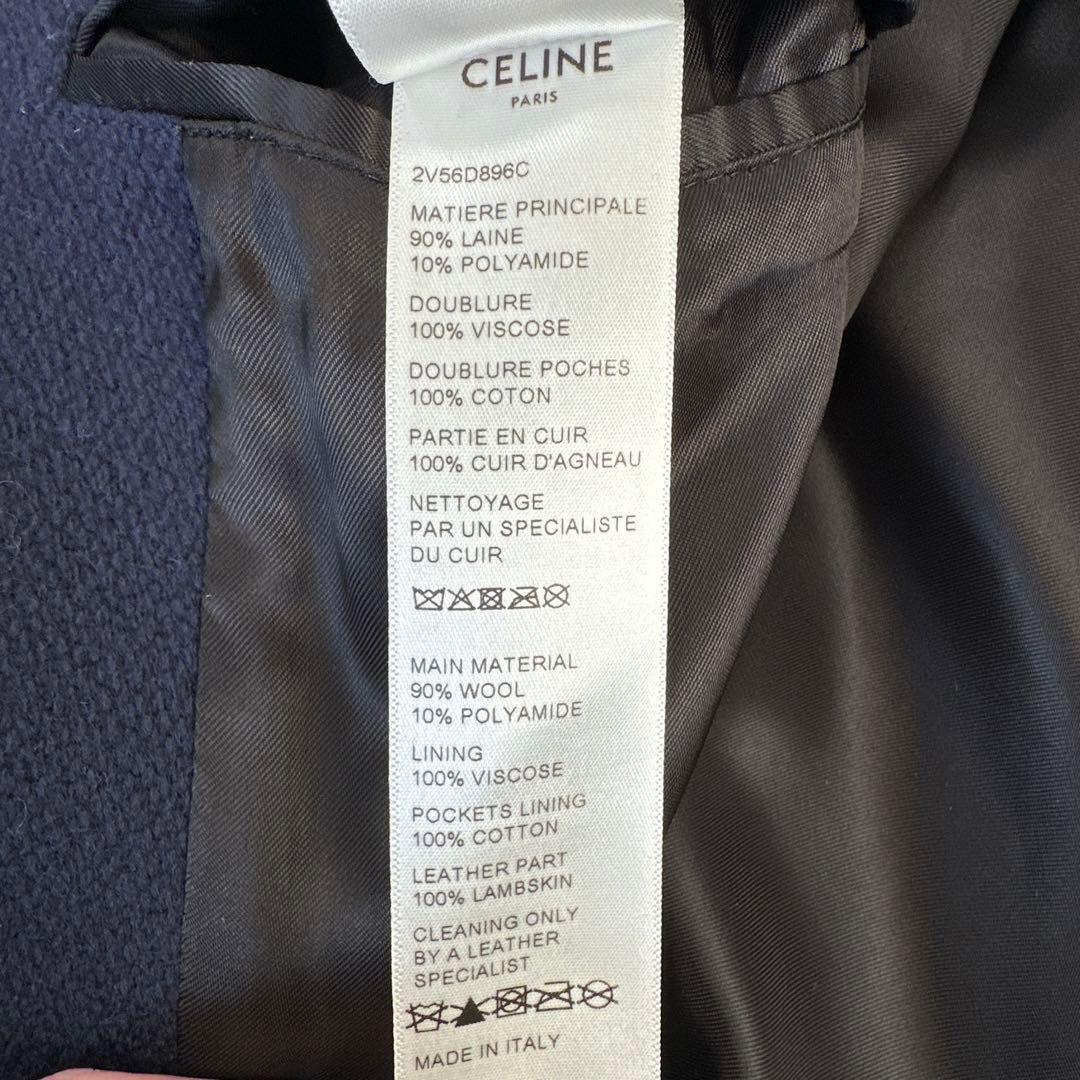 CELINE
PARIS
2V56D896C
MATIERE PRINCIPALE
90% LAINE
10% POLYAMIDE
DOUBLURE
100% VISCOSE
DOUBLURE POCHES
100% COTON
PARTIE EN CUIR
100% CUIR D'AGNEAU
NETTOYAGE
PAR UN SPECIALISTE
DU CUIR
MAIN MATERIAL
90% WOOL
10% POLYAMIDE
LINING
100% VISCOSE
POCKETS LINING
100% COTTON
LEATHER PART
100% LAMBSKIN
CLEANING ONLY
BY A LEATHER
SPECIALIST
MADE IN ITALY